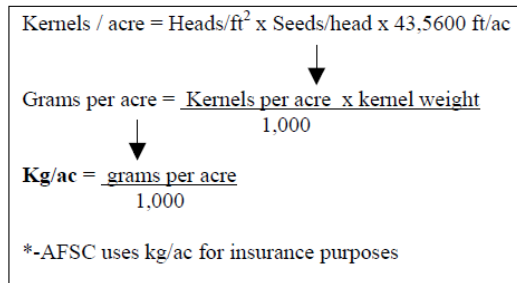 Kernels / acre = Heads/ft² x Seeds/head x 43,5600 ft/ac
Grams per acre = Kernels per acre x kernel weight
1,000
Kg/ac = grams per acre
1,000
*-AFSC uses kg/ac for insurance purposes